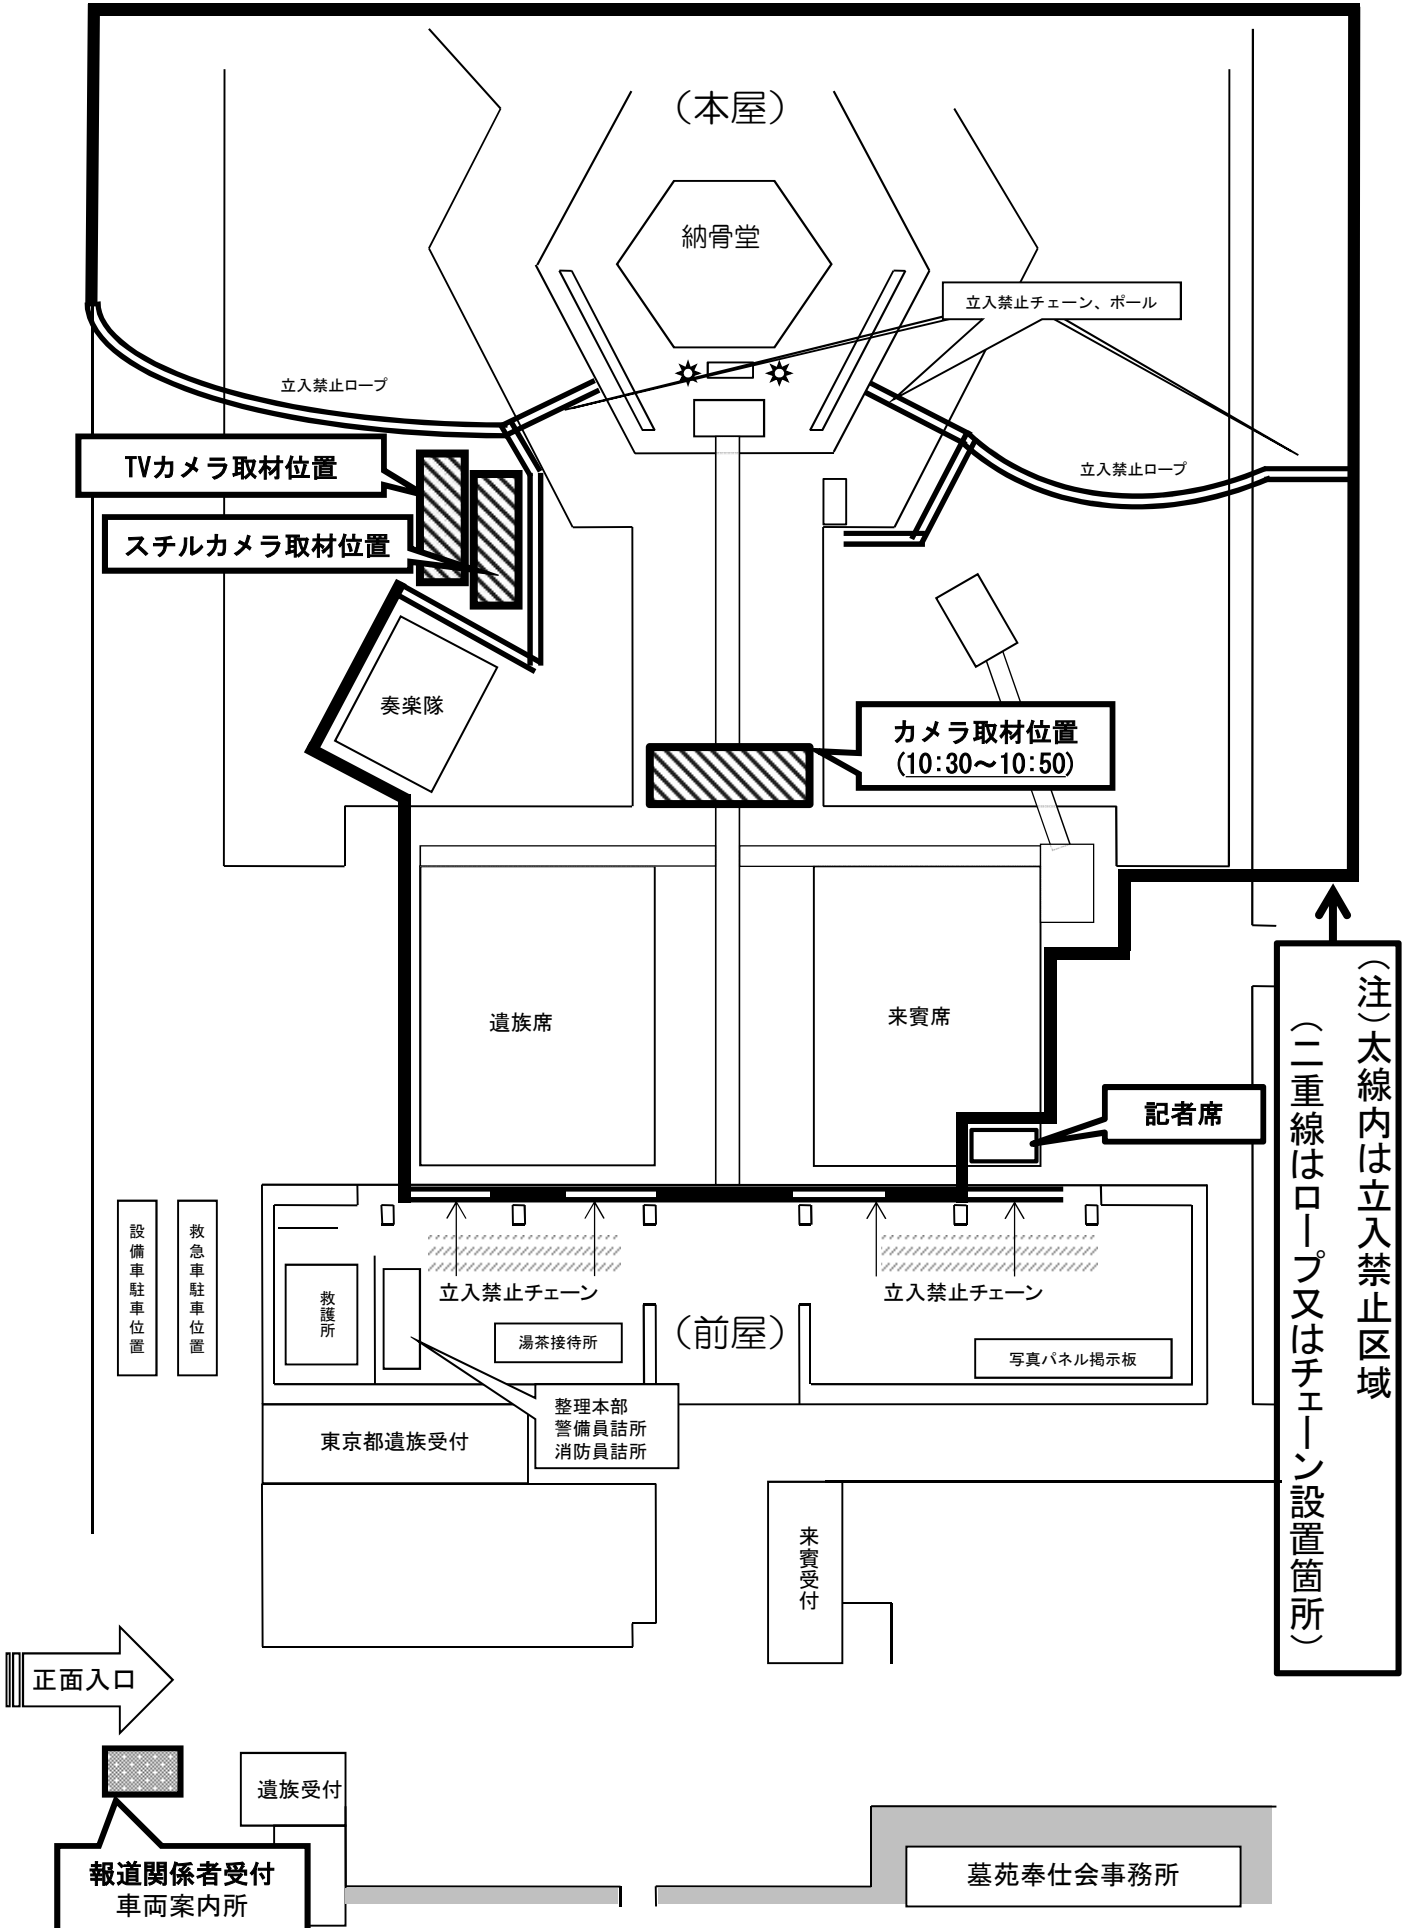 （本屋）
納骨堂
立入禁止チェーン、ポール
立入禁止ロープ
TVカメラ取材位置
立入禁止ロープ
スチルカメラ取材位置
奏楽隊
カメラ取材位置
(10:30～10:50)
遺族席
来賓席
（注）太線内は立入禁止区域
（二重線はロープ又はチェーン設置箇所）
記者席
設備車駐車位置
救急車駐車位置
救護所
立入禁止チェーン
立入禁止チェーン
（前屋）
湯茶接待所
写真パネル掲示板
整理本部
警備員詰所
消防員詰所
東京都遺族受付
来賓受付
正面入口
遺族受付
報道関係者受付
車両案内所
墓苑奉仕会事務所